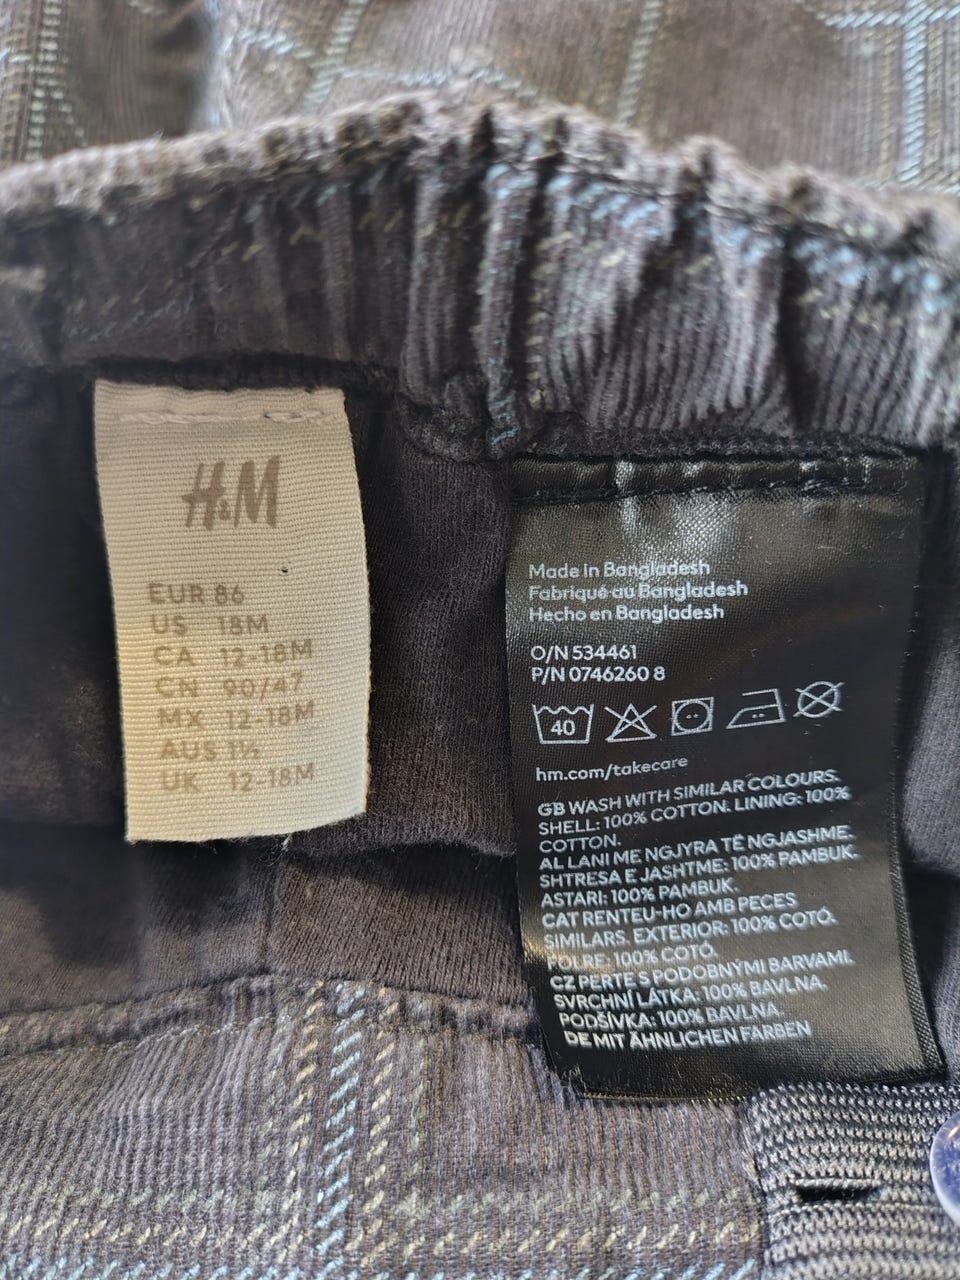 H&M
EUR 86
US 18M
CA 12-18M
CN 90/47
MX 12-18M
AUS 1½
UK 12-18M
Made in Bangladesh
Fabriqué au Bangladesh
Hecho en Bangladesh
O/N 534461
P/N 0746260 8
40
hm.com/takecare
GB WASH WITH SIMILAR COLOURS.
SHELL: 100% COTTON. LINING: 100%
COTTON.
AL LANI ME NGJYRA TË NGJASHME.
SHTRESA E JASHTME: 100% PAMBUK.
ASTARI: 100% PAMBUK.
CAT RENTEU-HO AMB PECES
SIMILARS. EXTERIOR: 100% COTÓ.
FOLRE: 100% COTÓ.
CZ PERTE S PODOBNÝMI BARVAMI.
SVRCHNÍ LÁTKA: 100% BAVLNA.
PODŠÍVKA: 100% BAVLNA.
DE MIT ÄHNLICHEN FARBEN